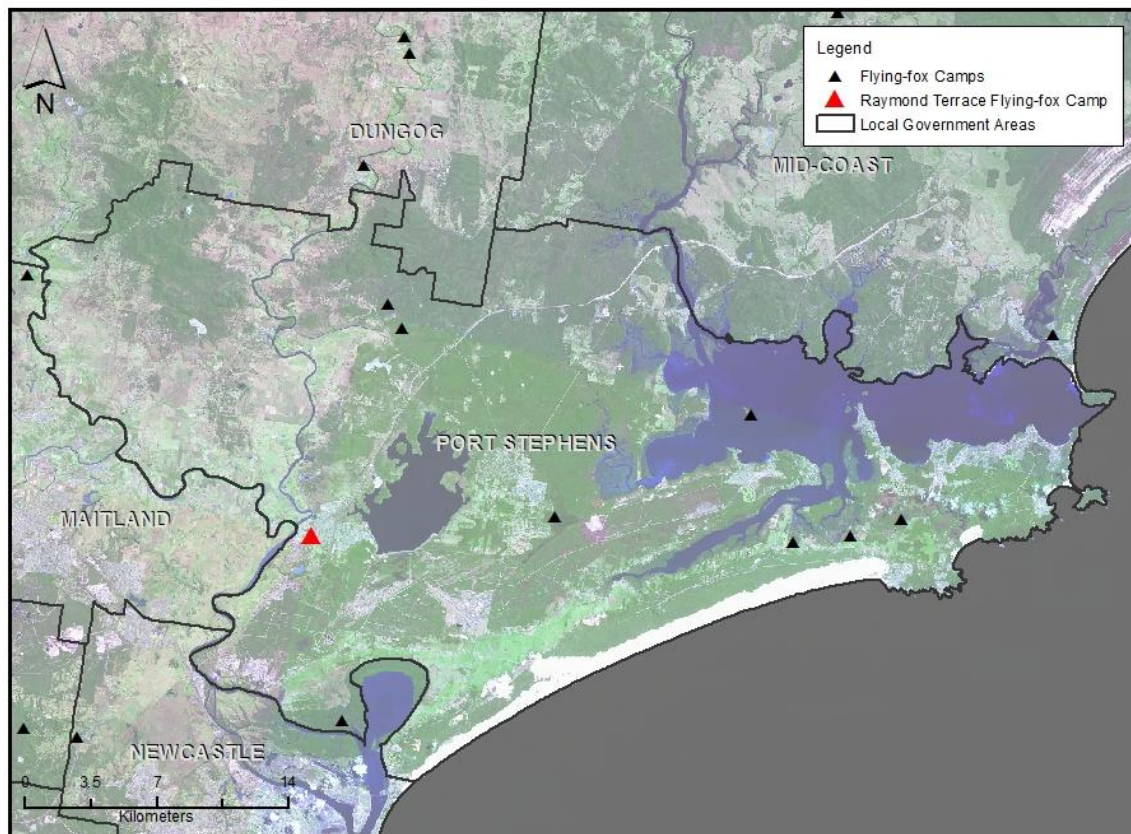 Legend
Flying-fox Camps
Raymond Terrace Flying-fox Camp
Local Government Areas
N
DUNGOG
MID-COAST
PORT STEPHENS
MAITLAND
NEWCASTLE
0 3.5 7 14
Kilometers